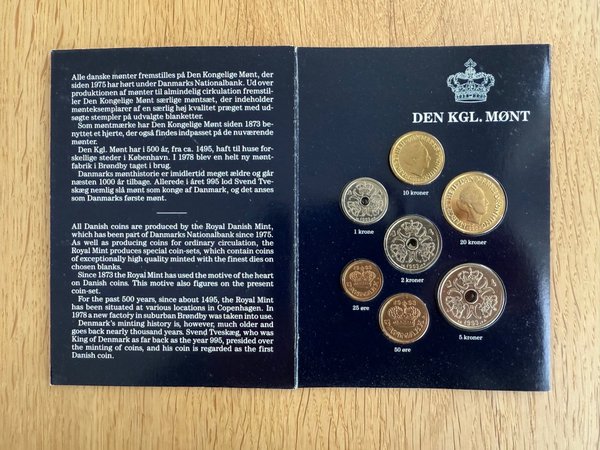 Alle danske mønter fremstilles på Den Kongelige Mønt, der
siden 1975 har hørt under Danmarks Nationalbank. Ud over
produktionen af mønter til almindelig cirkulation fremstil-
ler Den Kongelige Mønt særlige møntsæt, der indeholder
mønteksemplarer af en særlig høj kvalitet præget med ud-
søgte stempler på udvalgte blanketter.
Som møntmærke har Den Kongelige Mønt siden 1873 be-
nyttet et hjerte, der også findes indpasset på de nuværende
mønter.
Den Kgl. Mønt har i 500 år, fra ca. 1495, haft til huse for-
skellige steder i København. I 1978 blev en helt ny mønt-
fabrik i Brøndby taget i brug.
Danmarks mønthistorie er imidlertid meget ældre og går
næsten 1000 år tilbage. Allerede i året 995 lod Svend Tve-
skæg nemlig slå mønt som konge af Danmark, og det anses
som Danmarks første mønt.
All Danish coins are produced by the Royal Danish Mint,
which has been part of Danmarks Nationalbank since 1975.
As well as producing coins for ordinary circulation, the
Royal Mint produces special coin-sets, which contain coins
of exceptionally high quality minted with the finest dies on
chosen blanks.
Since 1873 the Royal Mint has used the motive of the heart
on Danish coins. This motive also figures on the present
coin-set.
For the past 500 years, since about 1495, the Royal Mint
has been situated at various locations in Copenhagen. In
1978 a new factory in suburban Brøndby was taken into use.
Denmark's minting history is, however, much older and
goes back nearly thousand years. Svend Tveskæg, who was
King of Denmark as far back as the year 995, presided over
the minting of coins, and his coin is regarded as the first
Danish coin.
DEN KGL. MØNT
10 kroner
1 krone
20 kroner
2 kroner
25 øre
5 kroner
50 øre